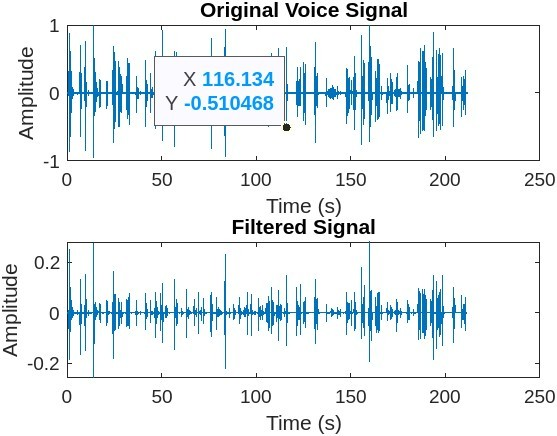 Original Voice Signal
1
0
-1
Amplitude
X 116.134
Y -0.510468
0 50 100 150 200 250
Time (s)
Filtered Signal
0.2
0
-0.2
Amplitude
0 50 100 150 200 250
Time (s)